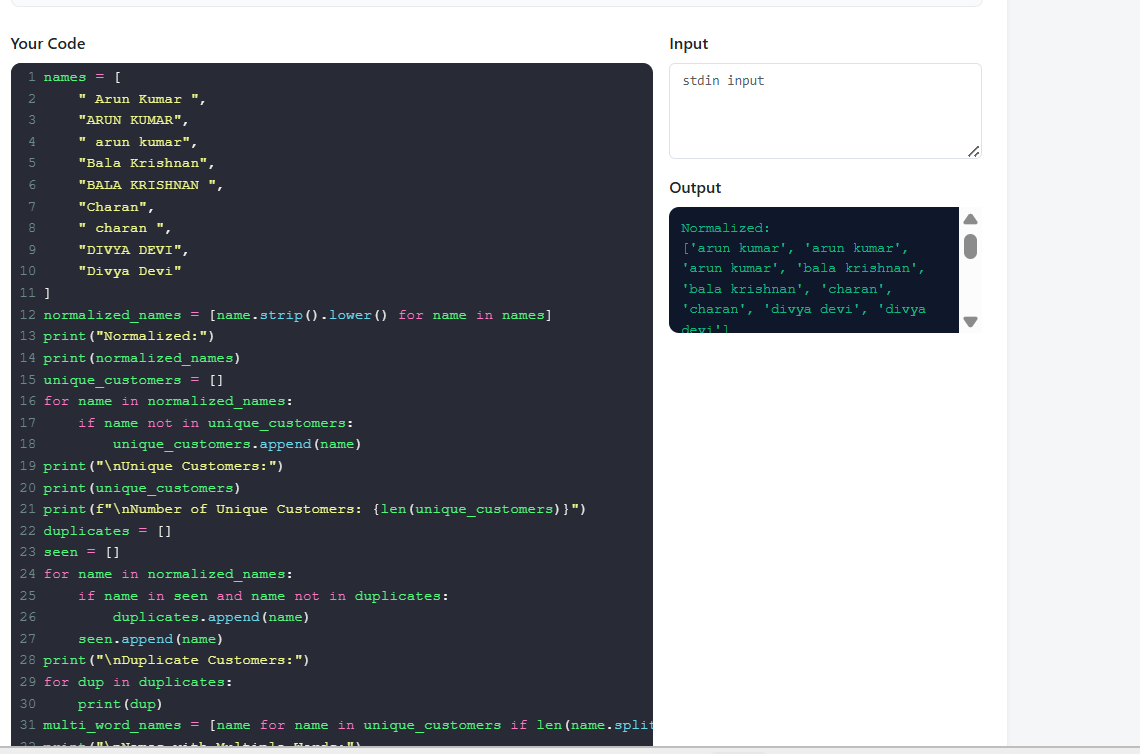 Your Code
1 names = [
2     " Arun Kumar ",
3     "ARUN KUMAR",
4     " arun kumar",
5     "Bala Krishnan",
6     "BALA KRISHNAN ",
7     "Charan",
8     " charan ",
9     "DIVYA DEVI",
10     "Divya Devi"
11 ]
12 normalized_names = [name.strip().lower() for name in names]
13 print("Normalized:")
14 print(normalized_names)
15 unique_customers = []
16 for name in normalized_names:
17     if name not in unique_customers:
18         unique_customers.append(name)
19 print("\nUnique Customers:")
20 print(unique_customers)
21 print(f"\nNumber of Unique Customers: {len(unique_customers)}")
22 duplicates = []
23 seen = []
24 for name in normalized_names:
25     if name in seen and name not in duplicates:
26         duplicates.append(name)
27     seen.append(name)
28 print("\nDuplicate Customers:")
29 for dup in duplicates:
30     print(dup)
31 multi_word_names = [name for name in unique_customers if len(name.split
32 print("\nNames with Multiple Words:")
Input
stdin input
Output
Normalized:
['arun kumar', 'arun kumar',
'arun kumar', 'bala krishnan',
'bala krishnan', 'charan',
'charan', 'divya devi', 'divya
devi']